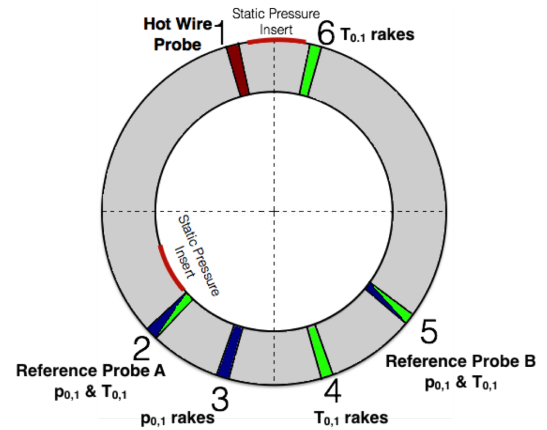 Static Pressure
Insert
Hot Wire
Probe
1
6
T0.1 rakes
Static Pressure
Insert
2
Reference Probe A
p0,1 & T0,1
3
p0,1 rakes
4
T0,1 rakes
5
Reference Probe B
p0,1 & T0,1